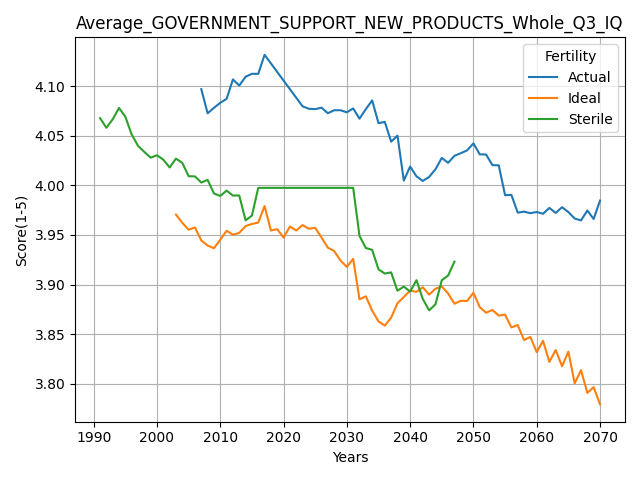 Average_GOVERNMENT_SUPPORT_NEW_PRODUCTS_Whole_Q3_IQ
Fertility
Actual
Ideal
Sterile
Score(1-5)
4.10
4.05
4.00
3.95
3.90
3.85
3.80
1990 2000 2010 2020 2030 2040 2050 2060 2070
Years